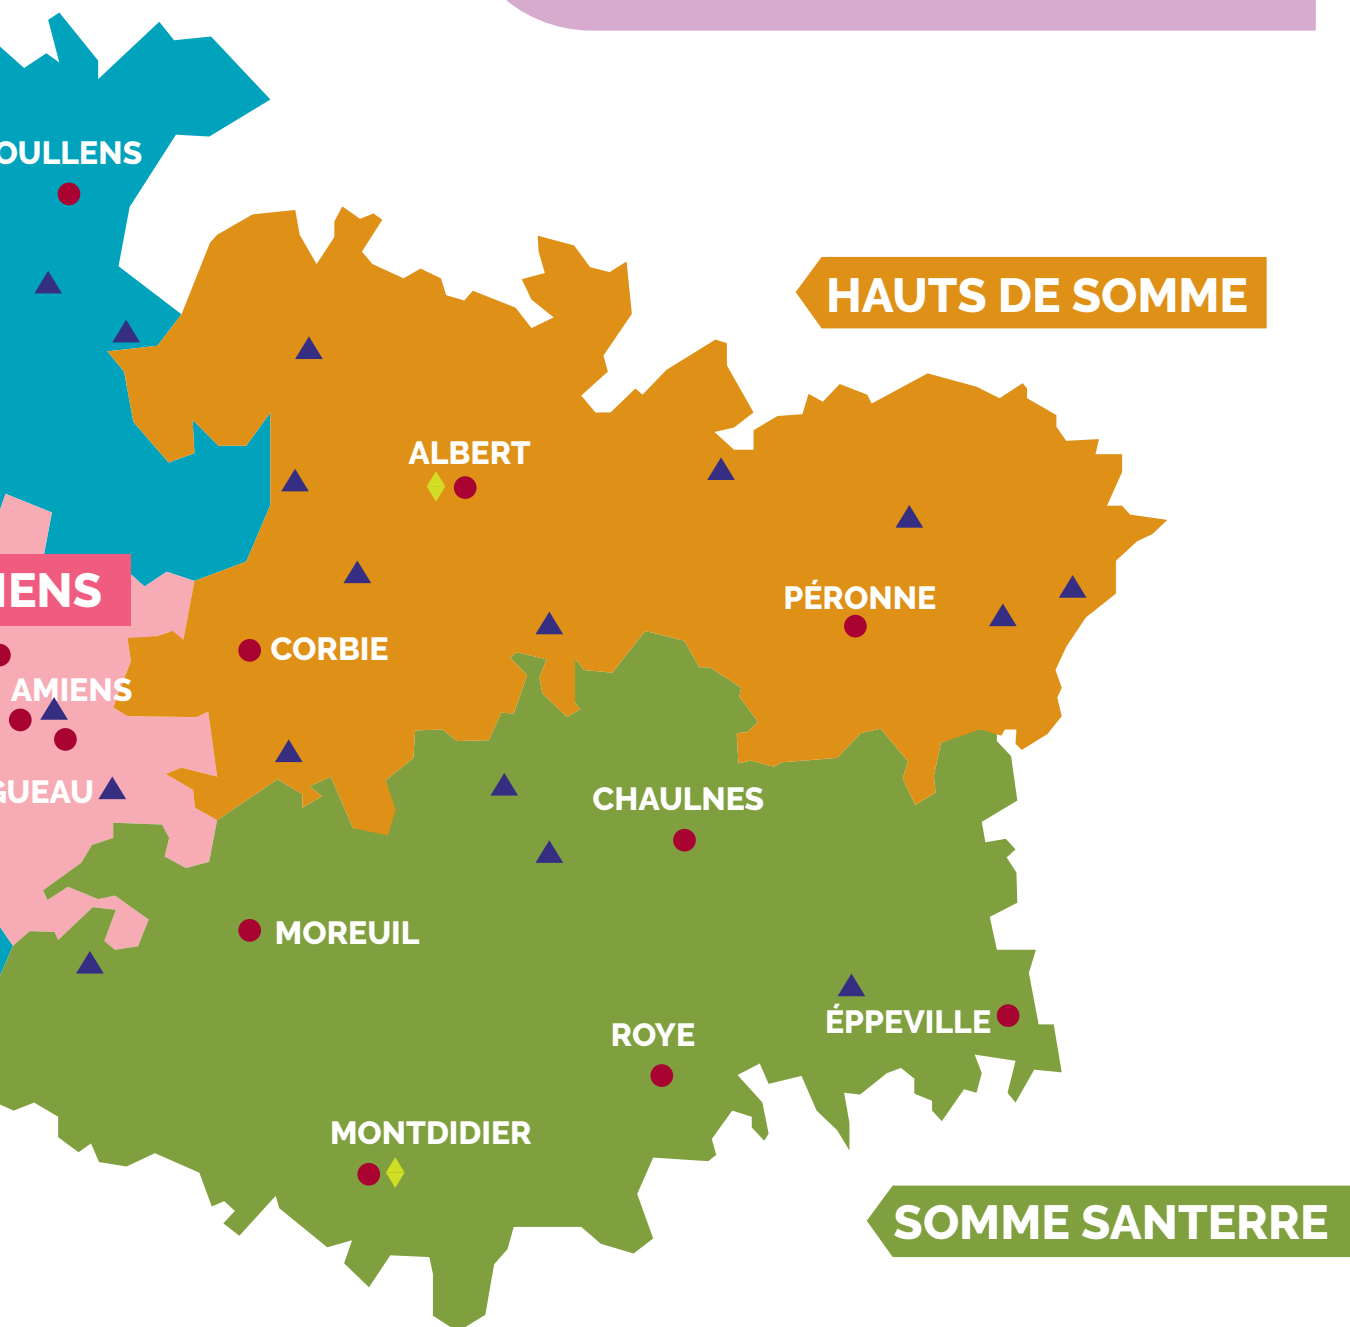 OULLENS
HAUTS DE SOMME
ALBERT
IENS
PÉRONNE
CORBIE
AMIENS
GUEAU
CHAULNES
MOREUIL
ÉPPEVILLE
ROYE
MONTDIDIER
SOMME SANTERRE